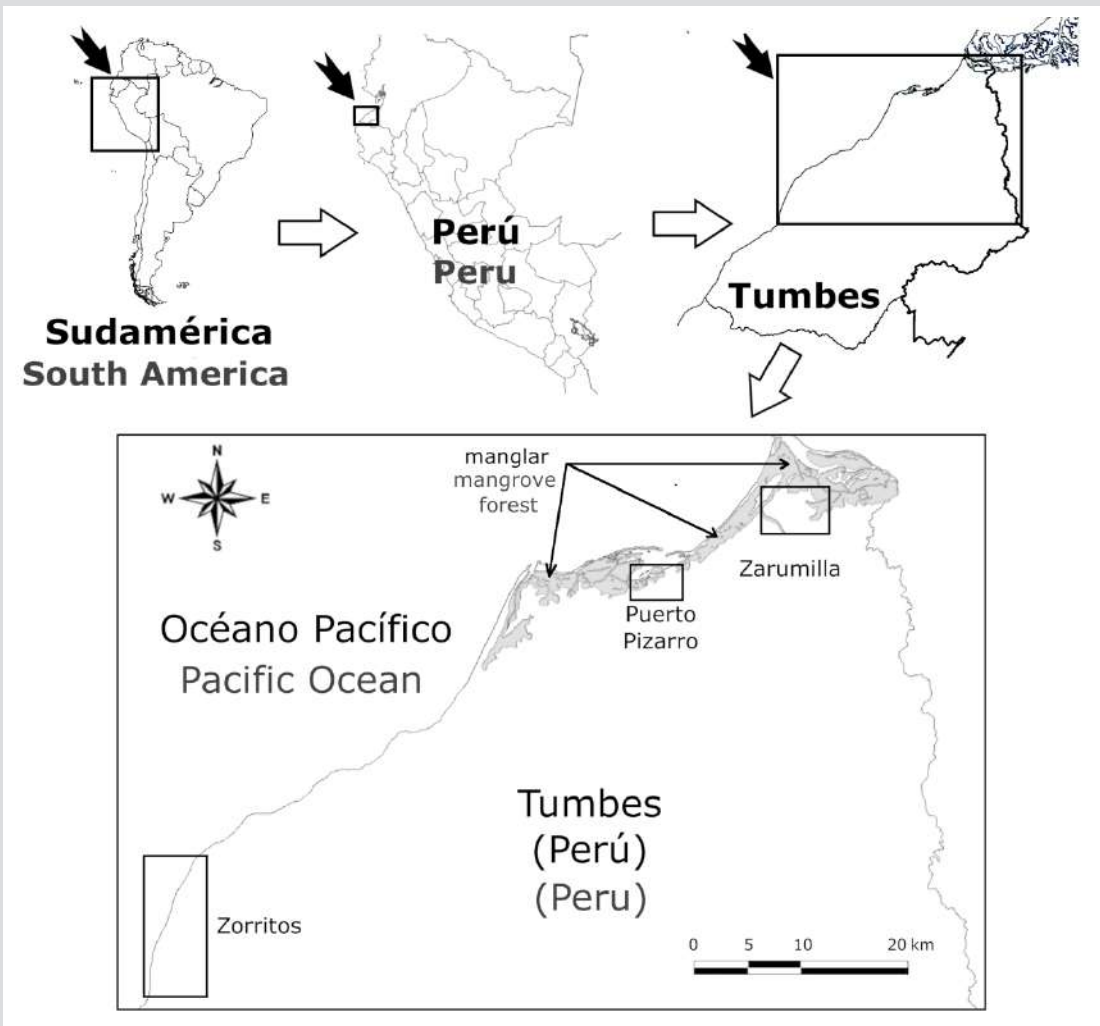 Sudamérica
South America
Perú
Peru
Tumbes
N
W
E
S
manglar
mangrove
forest
Zarumilla
Puerto
Pizarro
Océano Pacífico
Pacific Ocean
Tumbes
(Perú)
(Peru)
Zorritos
0 5 10 20 km